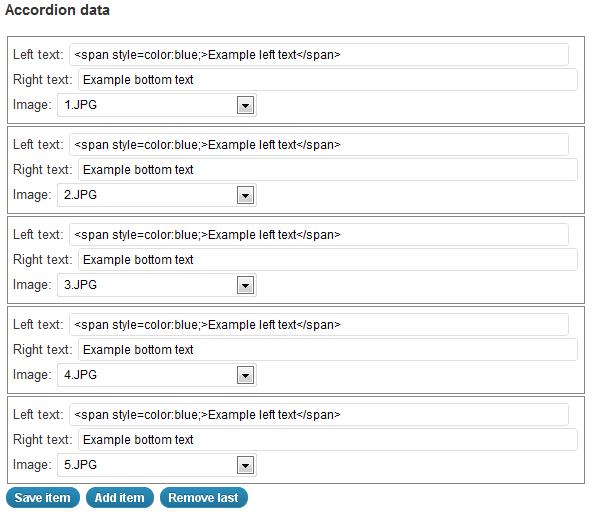 Accordion data
Left text: <span style=color:blue;>Example left text</span>
Right text: Example bottom text
Image: 1.JPG
Left text: <span style=color:blue;>Example left text</span>
Right text: Example bottom text
Image: 2.JPG
Left text: <span style=color:blue;>Example left text</span>
Right text: Example bottom text
Image: 3.JPG
Left text: <span style=color:blue;>Example left text</span>
Right text: Example bottom text
Image: 4.JPG
Left text: <span style=color:blue;>Example left text</span>
Right text: Example bottom text
Image: 5.JPG
Save item Add item Remove last